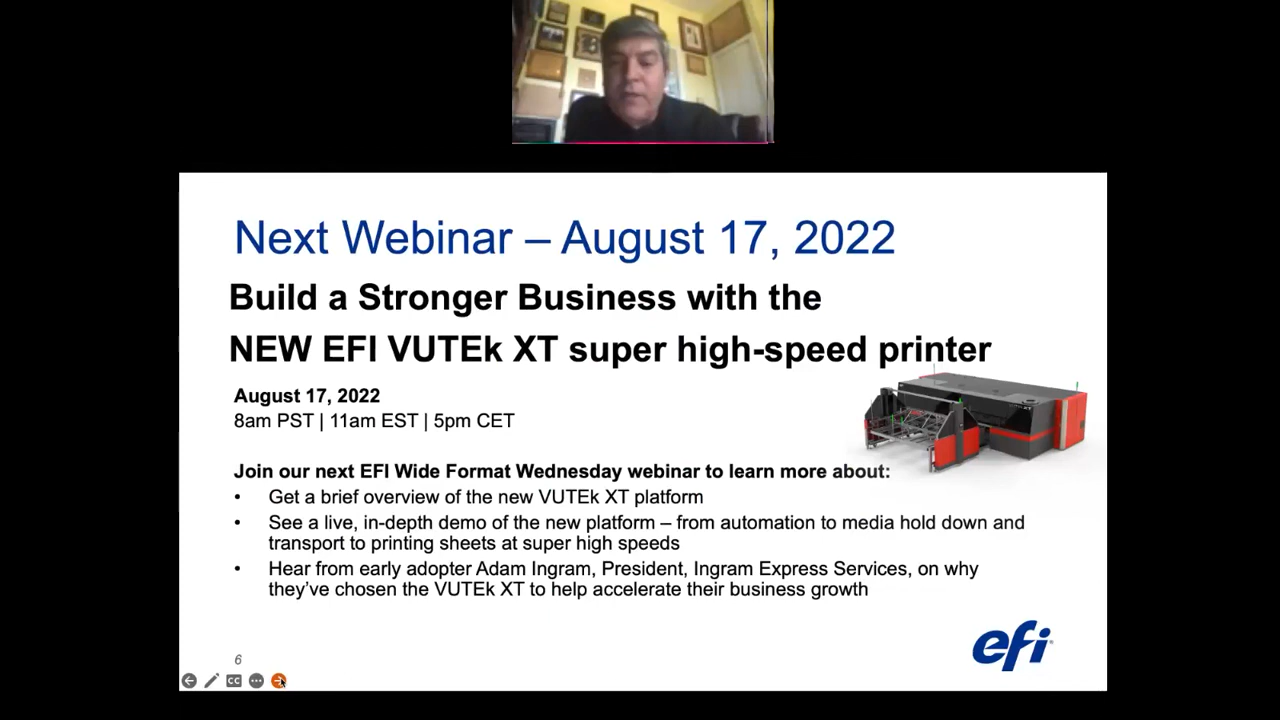 Next Webinar – August 17, 2022
Build a Stronger Business with the
NEW EFI VUTEk XT super high-speed printer
August 17, 2022
8am PST | 11am EST | 5pm CET
Join our next EFI Wide Format Wednesday webinar to learn more about:
• Get a brief overview of the new VUTEk XT platform
• See a live, in-depth demo of the new platform – from automation to media hold down and
transport to printing sheets at super high speeds
• Hear from early adopter Adam Ingram, President, Ingram Express Services, on why
they’ve chosen the VUTEk XT to help accelerate their business growth
efi
6
CC